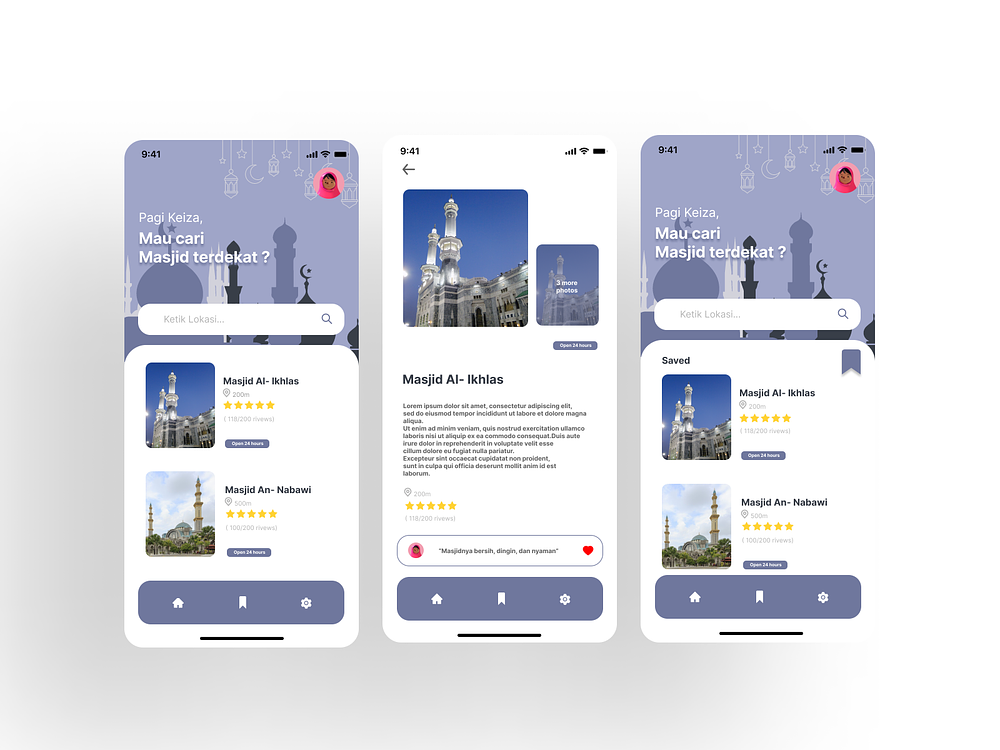 9:41
Pagi Keiza,
Mau cari
Masjid terdekat ?
Ketik Lokasi...
Masjid Al- Ikhlas
200m
( 118/200 rivews)
Open 24 hours
Masjid An- Nabawi
500m
( 100/200 rivews)
Open 24 hours
9:41
3 more
photos
Open 24 hours
Masjid Al- Ikhlas
Lorem ipsum dolor sit amet, consectetur adipiscing elit,
sed do eiusmod tempor incididunt ut labore et dolore magna
aliqua.
Ut enim ad minim veniam, quis nostrud exercitation ullamco
laboris nisi ut aliquip ex ea commodo consequat.Duis aute
irure dolor in reprehenderit in voluptate velit esse
cillum dolore eu fugiat nulla pariatur.
Excepteur sint occaecat cupidatat non proident,
sunt in culpa qui officia deserunt mollit anim id est
laborum.
200m
( 118/200 rivews)
"Masjidnya bersih, dingin, dan nyaman"
9:41
Pagi Keiza,
Mau cari
Masjid terdekat ?
Ketik Lokasi...
Saved
Masjid Al- Ikhlas
200m
( 118/200 rivews)
Open 24 hours
Masjid An- Nabawi
500m
( 100/200 rivews)
Open 24 hours